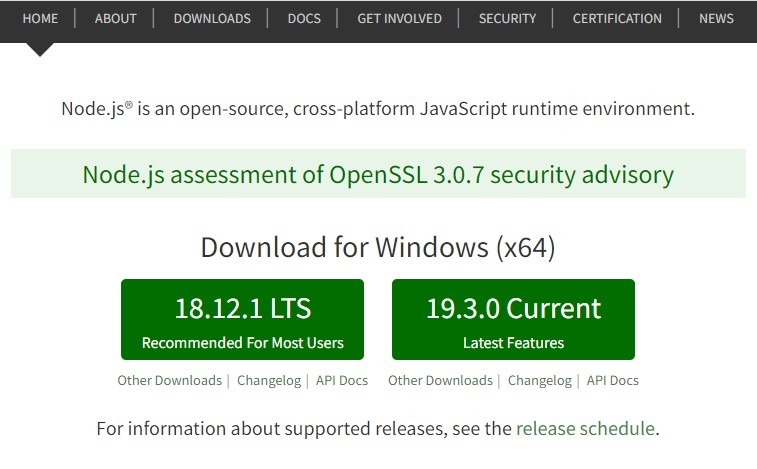 HOME | ABOUT | DOWNLOADS | DOCS | GET INVOLVED | SECURITY | CERTIFICATION | NEWS
Node.js® is an open-source, cross-platform JavaScript runtime environment.
Node.js assessment of OpenSSL 3.0.7 security advisory
Download for Windows (x64)
18.12.1 LTS
Recommended For Most Users
Other Downloads | Changelog | API Docs
19.3.0 Current
Latest Features
Other Downloads | Changelog | API Docs
For information about supported releases, see the release schedule.